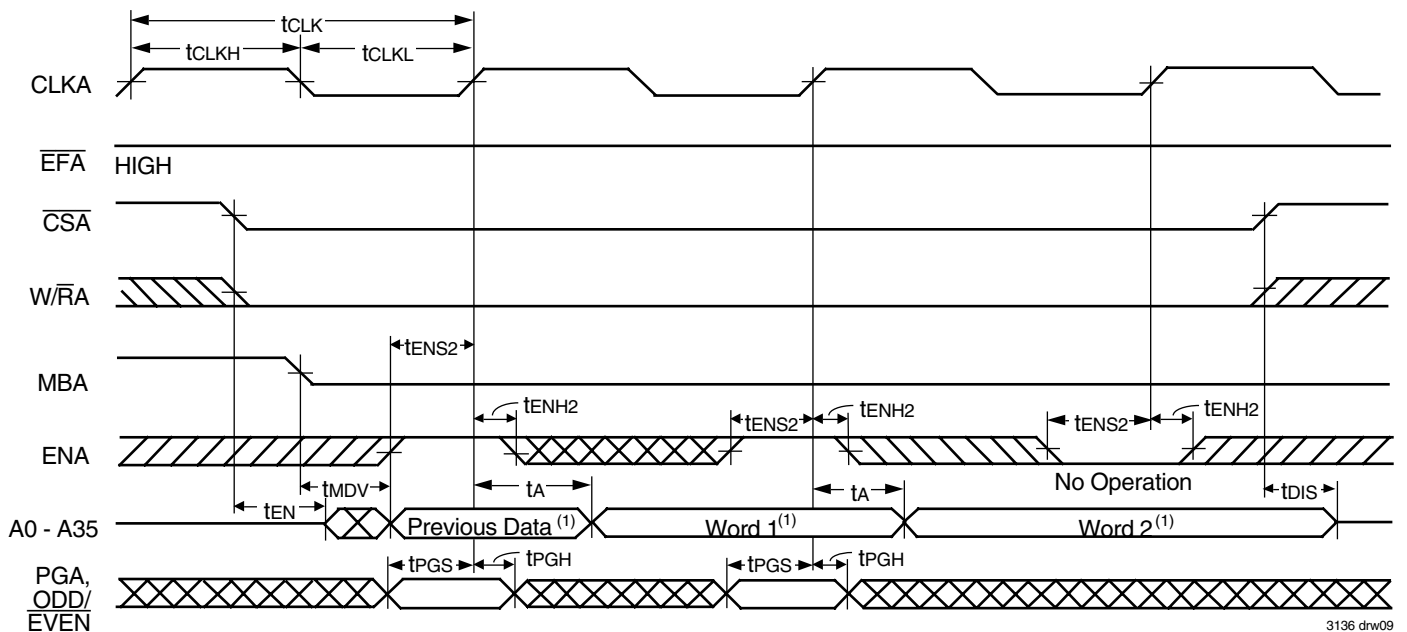 tCLK
tCLKH
tCLKL
CLKA
EFA
HIGH
CSA
W/RA
tENS2
MBA
tENH2
tENS2
tENH2
tENS2
tENH2
ENA
No Operation
tMDV
tA
tA
tDIS
tEN
A0 - A35
Previous Data (1)
Word 1 (1)
Word 2 (1)
tPGS
tPGH
tPGS
tPGH
PGA,
ODD/
EVEN
3136 drw09